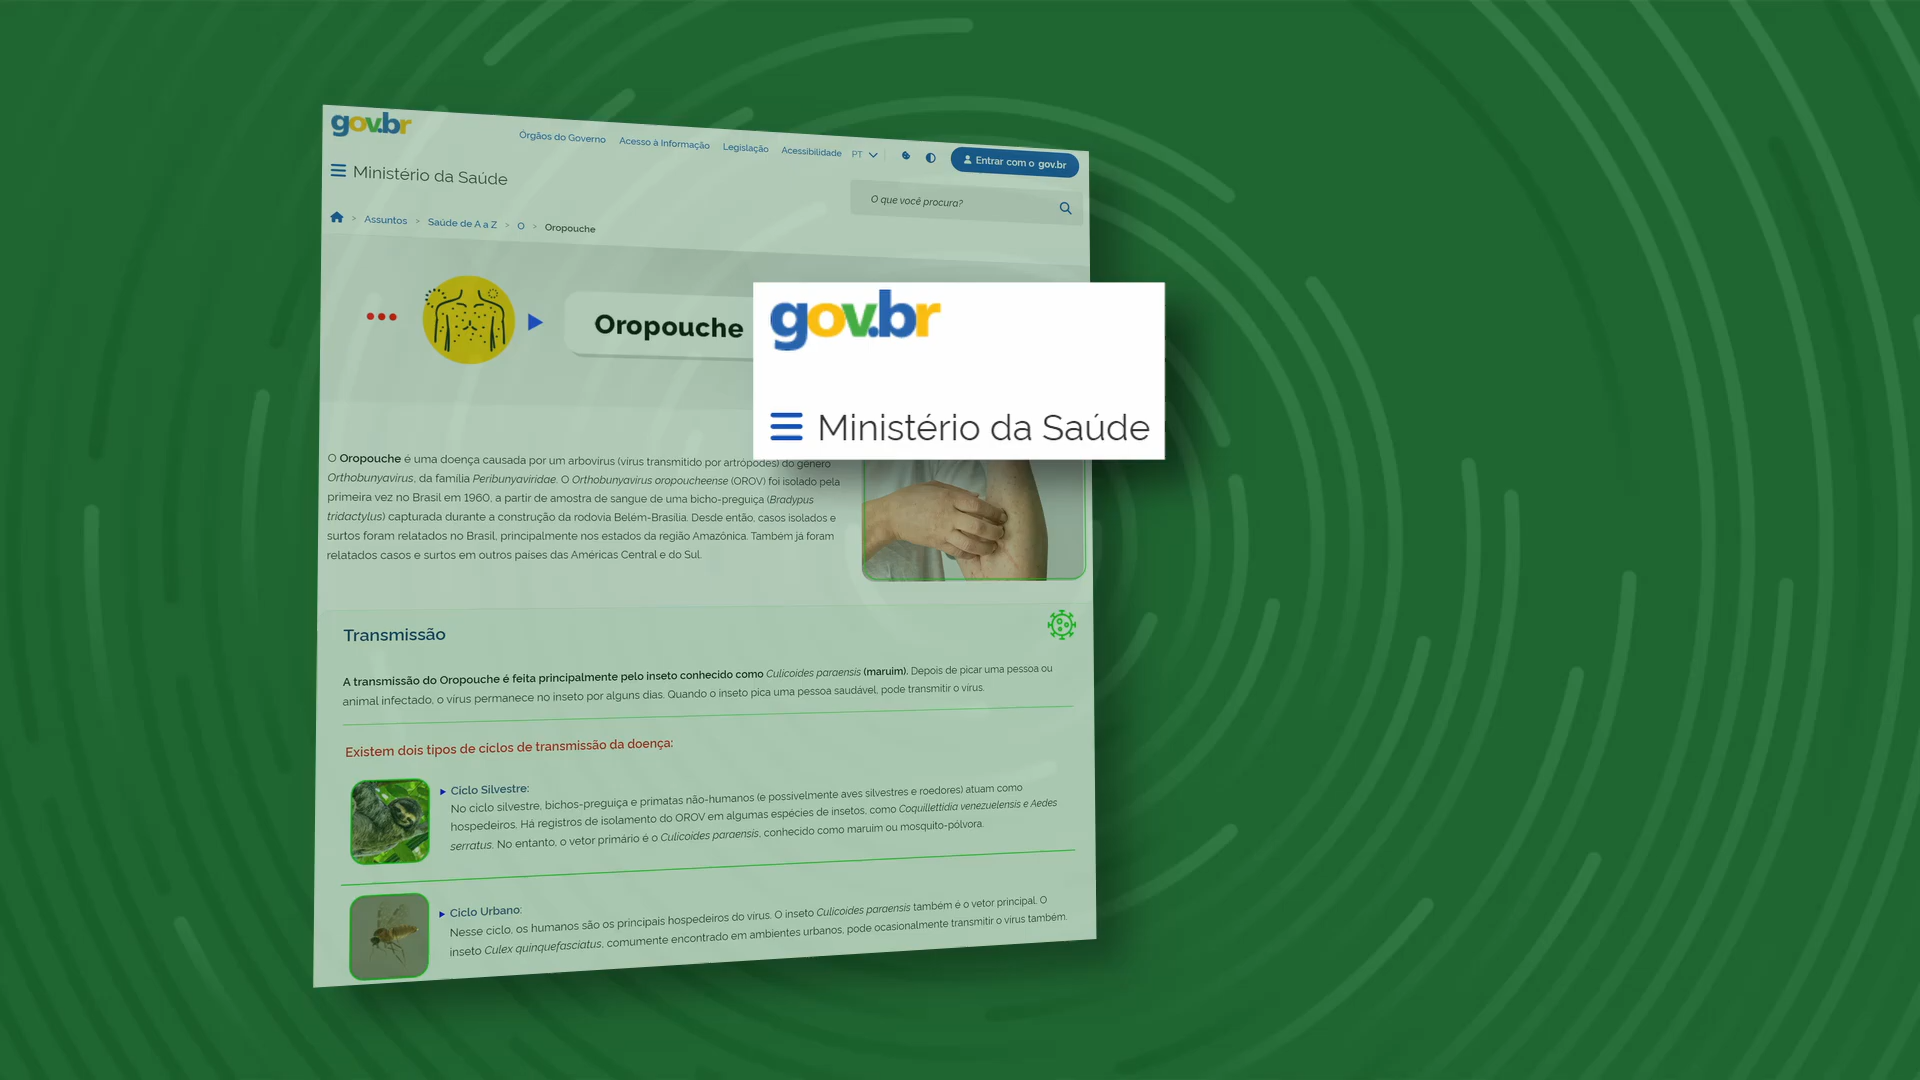 gov.br
Órgãos do Governo Acesso à Informação Legislação Acessibilidade PT Entrar com o gov.br
Ministério da Saúde
O que você procura?
> Assuntos > Saúde de A a Z > O > Oropouche
Oropouche
gov.br
Ministério da Saúde
O Oropouche é uma doença causada por um arbovírus (vírus transmitido por artrópodes) do gênero
Orthobunyavirus, da família Peribunyaviridae. O Orthobunyavirus oropoucheense (OROV) foi isolado pela
primeira vez no Brasil em 1960, a partir de amostra de sangue de uma bicho-preguiça (Bradypus
tridactylus) capturada durante a construção da rodovia Belém-Brasília. Desde então, casos isolados e
surtos foram relatados no Brasil, principalmente nos estados da região Amazônica. Também já foram
relatados casos e surtos em outros países das Américas Central e do Sul.
Transmissão
A transmissão do Oropouche é feita principalmente pelo inseto conhecido como Culicoides paraensis (maruim). Depois de picar uma pessoa ou
animal infectado, o vírus permanece no inseto por alguns dias. Quando o inseto pica uma pessoa saudável, pode transmitir o vírus.
Existem dois tipos de ciclos de transmissão da doença:
Ciclo Silvestre:
No ciclo silvestre, bichos-preguiça e primatas não-humanos (e possivelmente aves silvestres e roedores) atuam como
hospedeiros. Há registros de isolamento do OROV em algumas espécies de insetos, como Coquillettidia venezuelensis e Aedes
serratus. No entanto, o vetor primário é o Culicoides paraensis, conhecido como maruim ou mosquito-pólvora.
Ciclo Urbano:
Nesse ciclo, os humanos são os principais hospedeiros do vírus. O inseto Culicoides paraensis também é o vetor principal. O
inseto Culex quinquefasciatus, comumente encontrado em ambientes urbanos, pode ocasionalmente transmitir o vírus também.